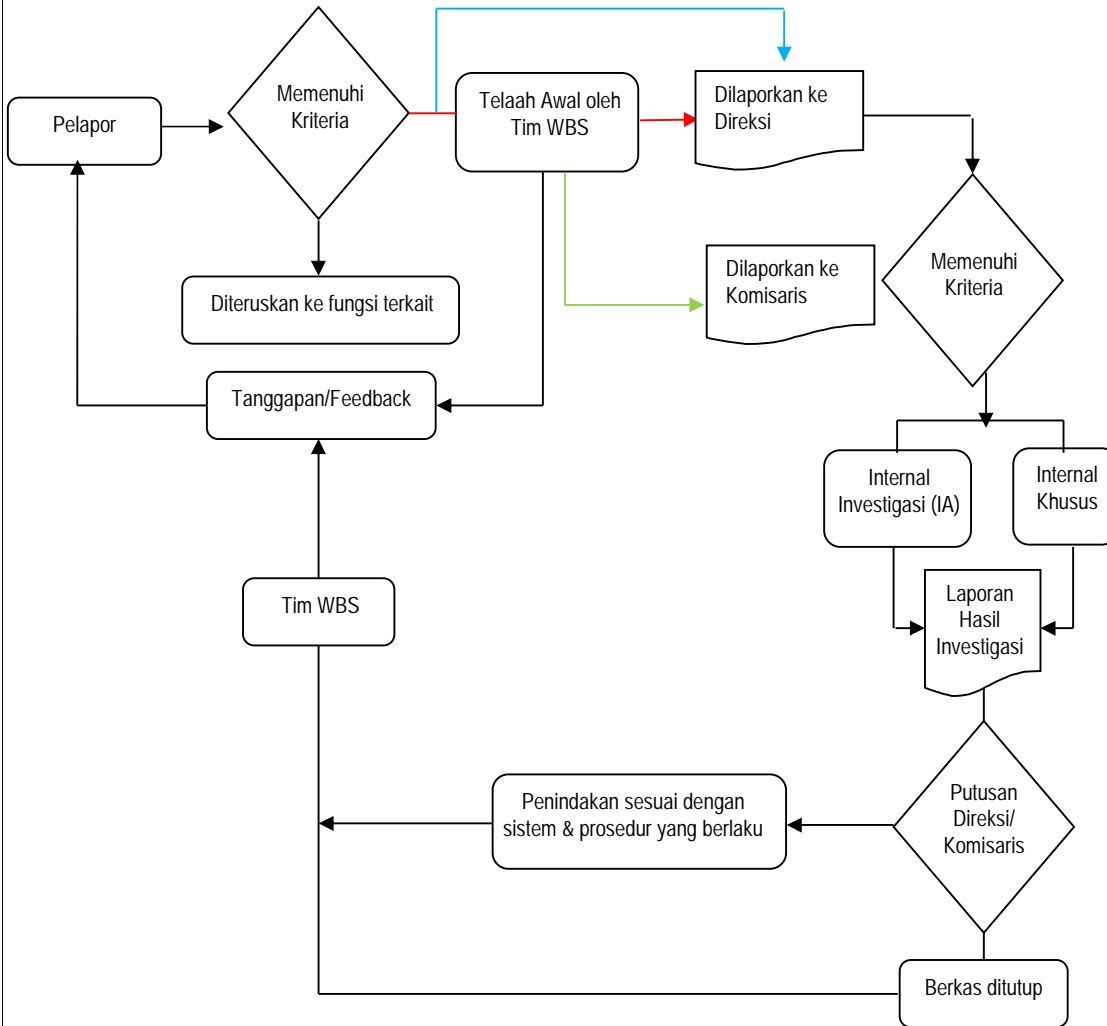 Pelapor
Memenuhi
Kriteria
Telaah Awal oleh
Tim WBS
Dilaporkan ke
Direksi
Diteruskan ke fungsi terkait
Dilaporkan ke
Komisaris
Memenuhi
Kriteria
Tanggapan/Feedback
Internal
Investigasi (IA)
Internal
Khusus
Tim WBS
Laporan
Hasil
Investigasi
Penindakan sesuai dengan
sistem & prosedur yang berlaku
Putusan
Direksi/
Komisaris
Berkas ditutup